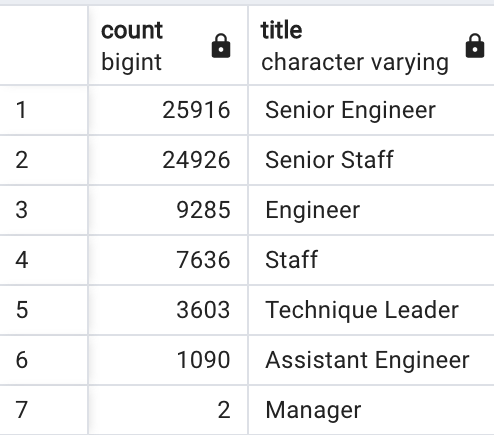 count title
bigint character varying
1 25916 Senior Engineer
2 24926 Senior Staff
3 9285 Engineer
4 7636 Staff
5 3603 Technique Leader
6 1090 Assistant Engineer
7 2 Manager